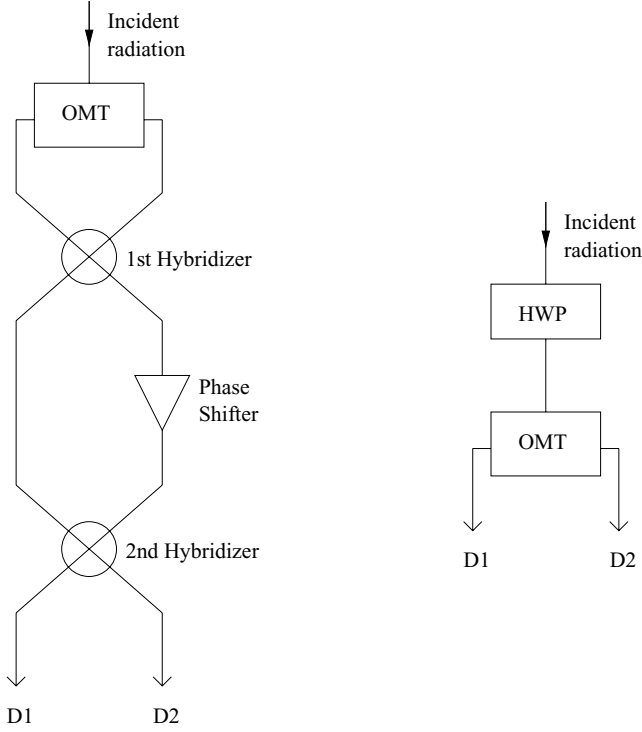 Incident
radiation
OMT
1st Hybridizer
Phase
Shifter
2nd Hybridizer
D1
D2
Incident
radiation
HWP
OMT
D1
D2